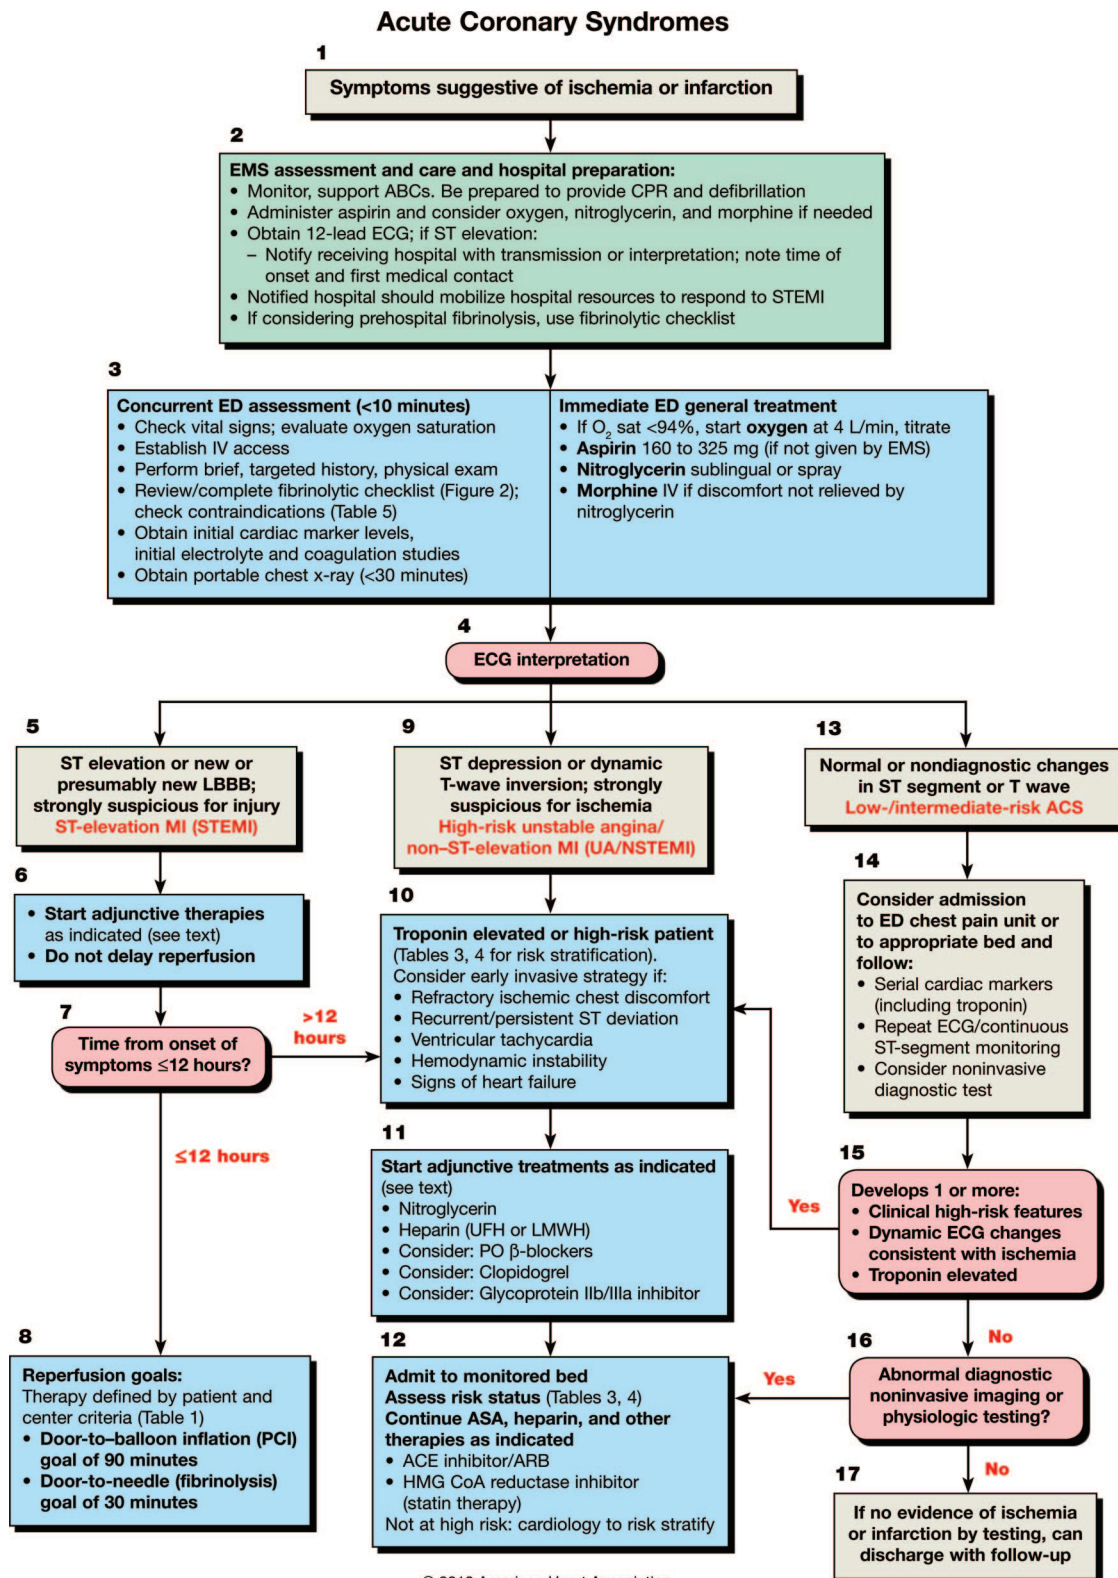 Acute Coronary Syndromes
1
Symptoms suggestive of ischemia or infarction
2
EMS assessment and care and hospital preparation:
• Monitor, support ABCs. Be prepared to provide CPR and defibrillation
• Administer aspirin and consider oxygen, nitroglycerin, and morphine if needed
• Obtain 12-lead ECG; if ST elevation:
– Notify receiving hospital with transmission or interpretation; note time of
onset and first medical contact
• Notified hospital should mobilize hospital resources to respond to STEMI
• If considering prehospital fibrinolysis, use fibrinolytic checklist
3
Concurrent ED assessment (<10 minutes)
• Check vital signs; evaluate oxygen saturation
• Establish IV access
• Perform brief, targeted history, physical exam
• Review/complete fibrinolytic checklist (Figure 2);
check contraindications (Table 5)
• Obtain initial cardiac marker levels,
initial electrolyte and coagulation studies
• Obtain portable chest x-ray (<30 minutes)
Immediate ED general treatment
• If O2 sat <94%, start oxygen at 4 L/min, titrate
• Aspirin 160 to 325 mg (if not given by EMS)
• Nitroglycerin sublingual or spray
• Morphine IV if discomfort not relieved by
nitroglycerin
4
ECG interpretation
5
ST elevation or new or
presumably new LBBB;
strongly suspicious for injury
ST-elevation MI (STEMI)
6
• Start adjunctive therapies
as indicated (see text)
• Do not delay reperfusion
7
Time from onset of
symptoms ≤12 hours?
>12
hours
≤12 hours
8
Reperfusion goals:
Therapy defined by patient and
center criteria (Table 1)
• Door-to–balloon inflation (PCI)
goal of 90 minutes
• Door-to-needle (fibrinolysis)
goal of 30 minutes
9
ST depression or dynamic
T-wave inversion; strongly
suspicious for ischemia
High-risk unstable angina/
non–ST-elevation MI (UA/NSTEMI)
10
Troponin elevated or high-risk patient
(Tables 3, 4 for risk stratification).
Consider early invasive strategy if:
• Refractory ischemic chest discomfort
• Recurrent/persistent ST deviation
• Ventricular tachycardia
• Hemodynamic instability
• Signs of heart failure
11
Start adjunctive treatments as indicated
(see text)
• Nitroglycerin
• Heparin (UFH or LMWH)
• Consider: PO β-blockers
• Consider: Clopidogrel
• Consider: Glycoprotein IIb/IIIa inhibitor
12
Admit to monitored bed
Assess risk status (Tables 3, 4)
Continue ASA, heparin, and other
therapies as indicated
• ACE inhibitor/ARB
• HMG CoA reductase inhibitor
(statin therapy)
Not at high risk: cardiology to risk stratify
13
Normal or nondiagnostic changes
in ST segment or T wave
Low-/intermediate-risk ACS
14
Consider admission
to ED chest pain unit or
to appropriate bed and
follow:
• Serial cardiac markers
(including troponin)
• Repeat ECG/continuous
ST-segment monitoring
• Consider noninvasive
diagnostic test
15
Develops 1 or more:
• Clinical high-risk features
• Dynamic ECG changes
consistent with ischemia
• Troponin elevated
Yes
No
16
Abnormal diagnostic
noninvasive imaging or
physiologic testing?
Yes
No
17
If no evidence of ischemia
or infarction by testing, can
discharge with follow-up